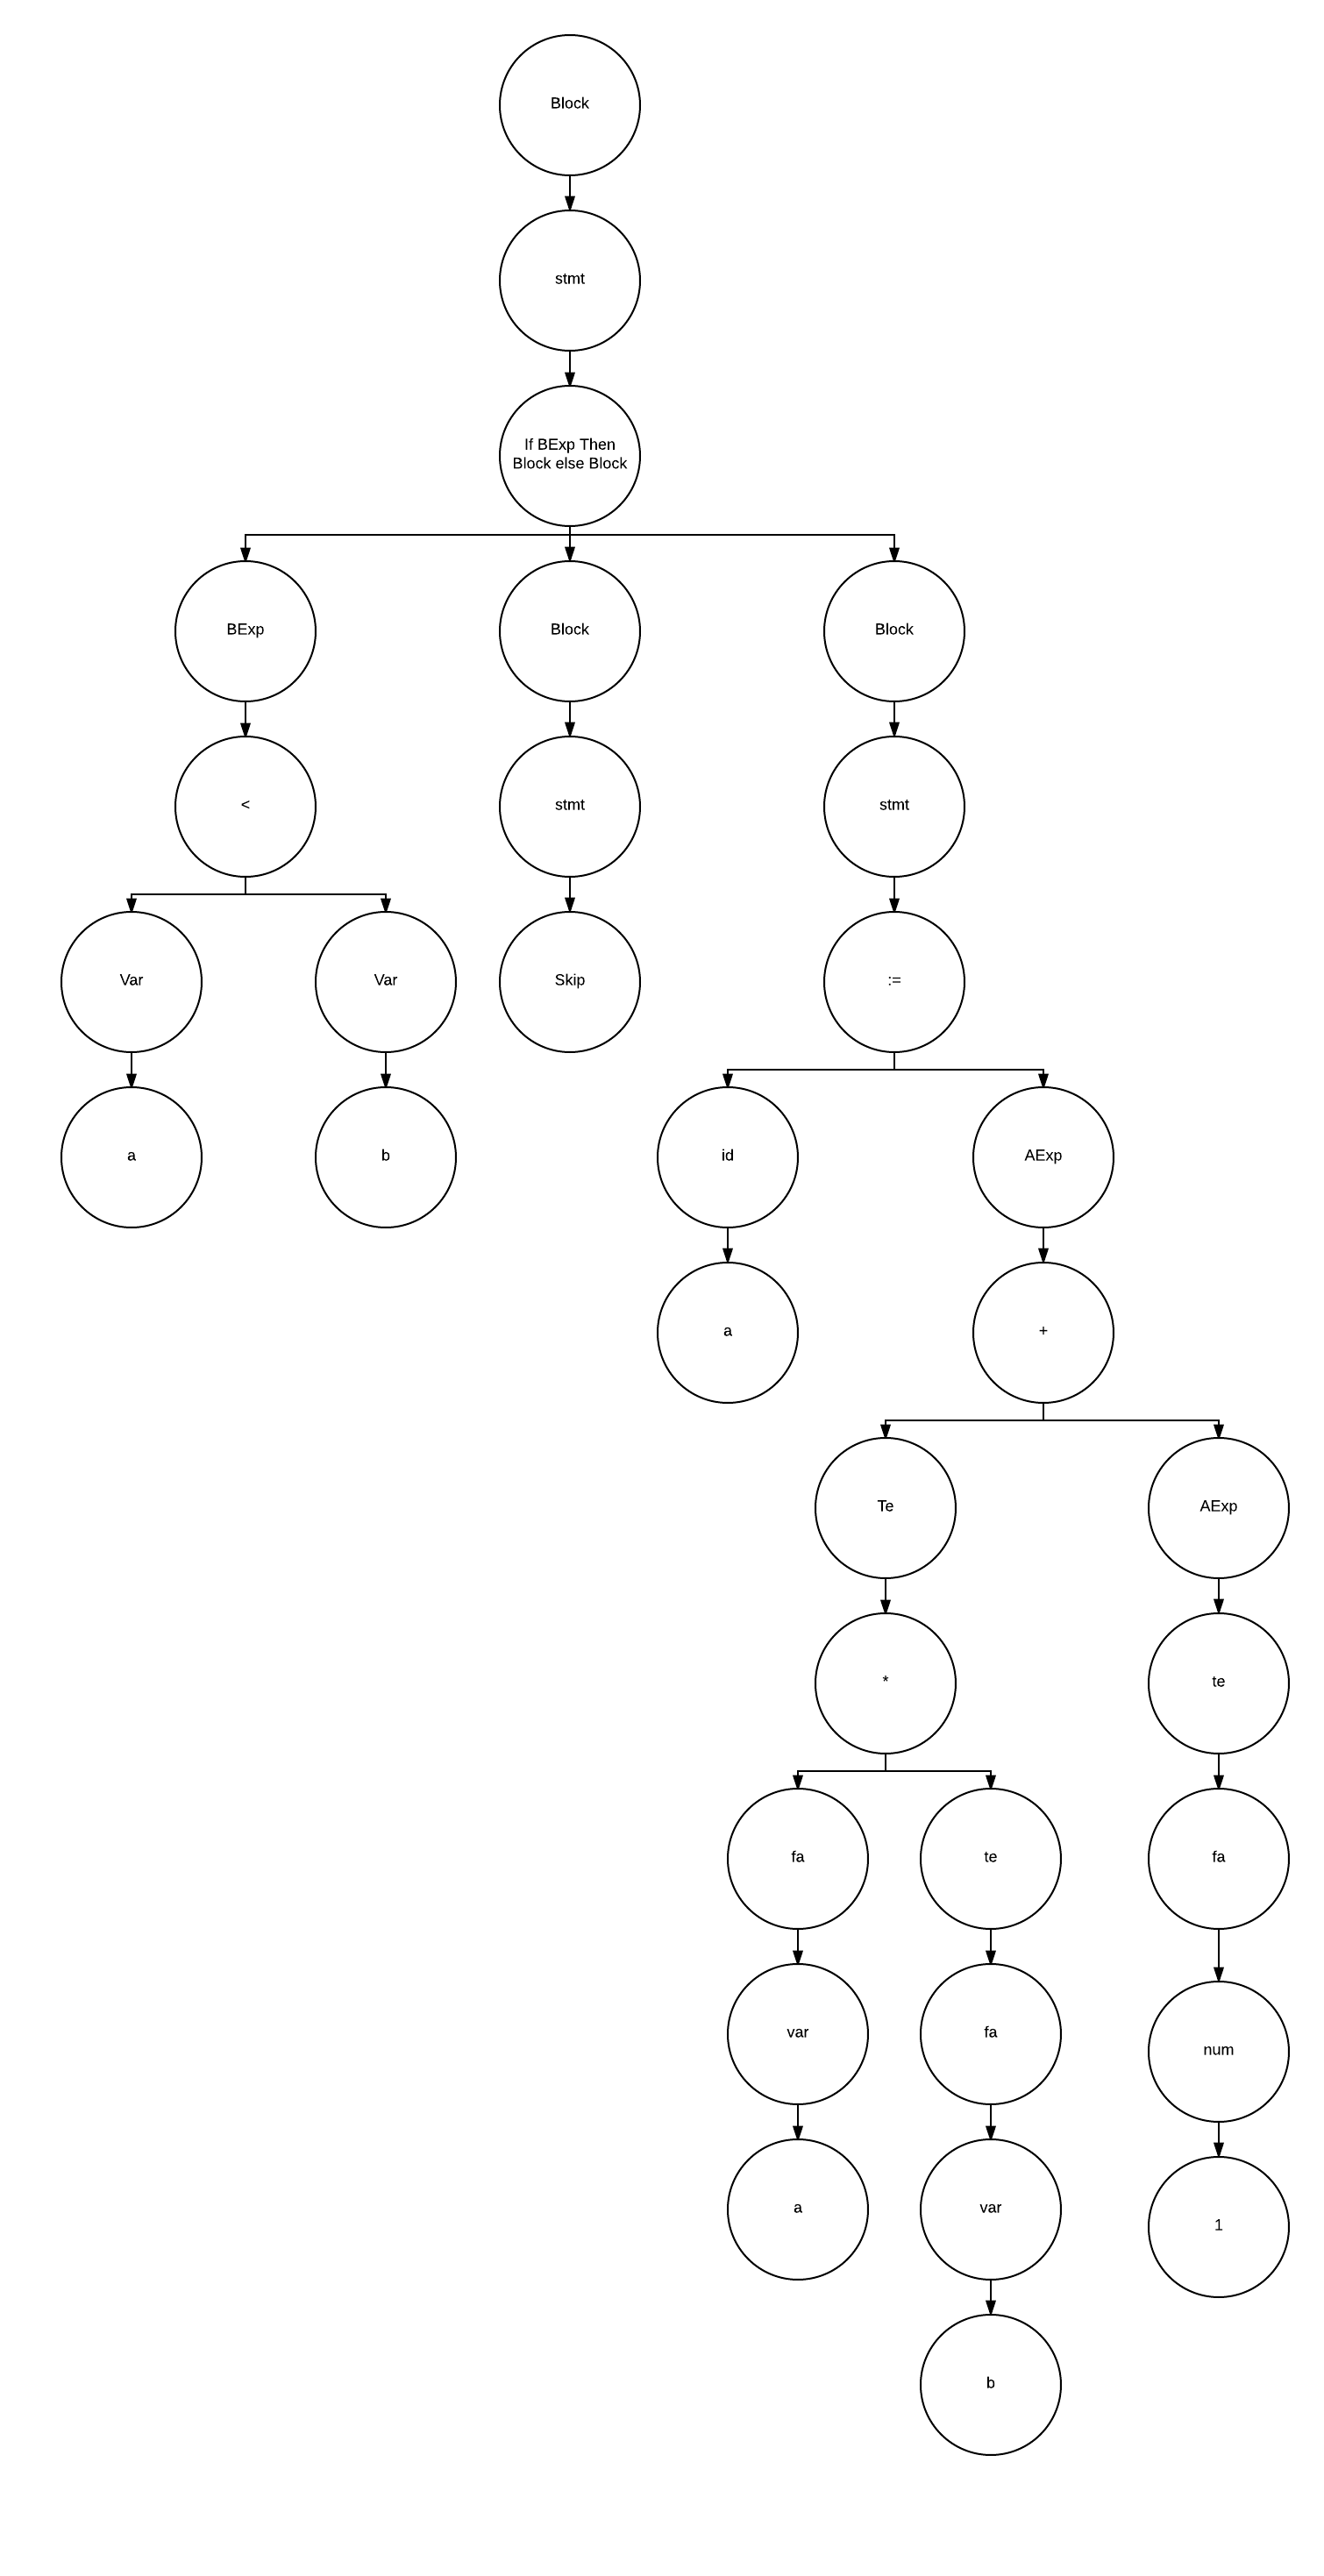 Block
stmt
If BExp Then
Block else Block
BExp
Block
Block
<
stmt
stmt
Var
Var
Skip
:=
a
b
id
AExp
a
+
Te
AExp
*
te
fa
te
fa
var
fa
num
a
var
1
b